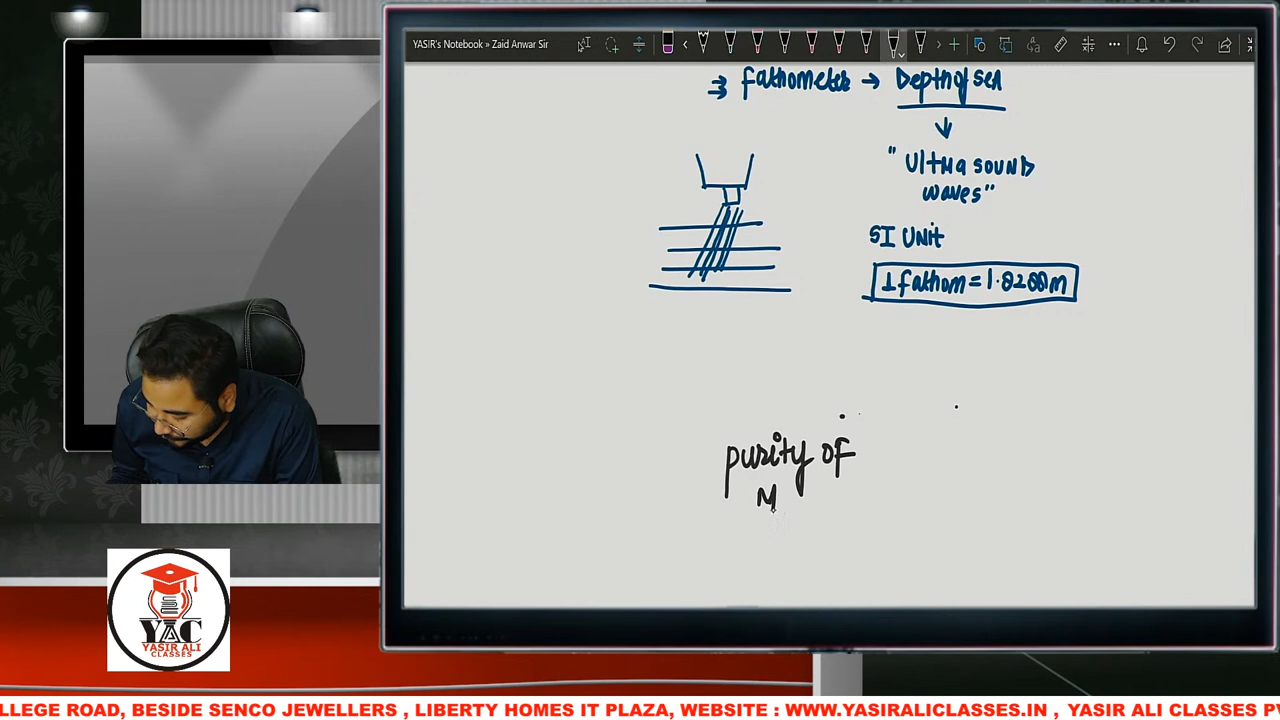 YASIR's Notebook » Zaid Anwar Sir
⇒ fathometer → Depth of sea
"Ultra sound
waves"
SI Unit
1 fathom = 1.8288m
purity of
M
YAC
YASIR ALI
CLASSES
LLEGE ROAD, BESIDE SENCO JEWELLERS , LIBERTY HOMES IT PLAZA, WEBSITE : WWW.YASIRALICLASSES.IN , YASIR ALI CLASSES PV